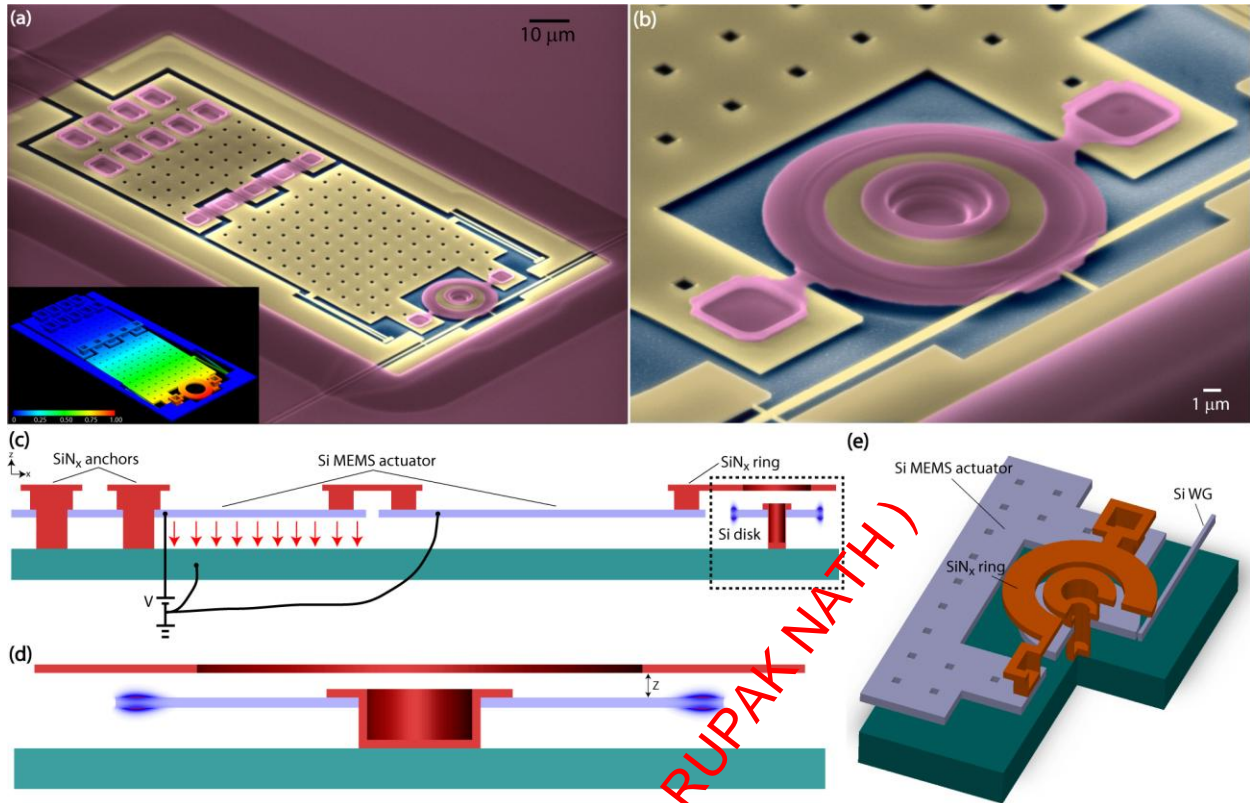 (a)
10 μm
0 0.25 0.50 0.75 1.00
(b)
1 μm
(c)
z
x
SiNx anchors
Si MEMS actuator
SiNx ring
Si disk
V
(d)
z
(e)
Si MEMS actuator
Si WG
SiNx ring
RUPAK NATH )